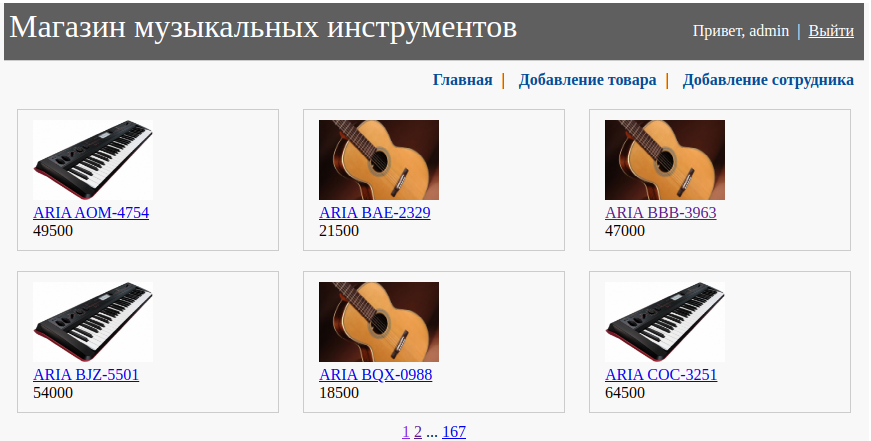 Магазин музыкальных инструментов
Привет, admin | Выйти
Главная | Добавление товара | Добавление сотрудника
ARIA AOM-4754
49500
ARIA BAE-2329
21500
ARIA BBB-3963
47000
ARIA BJZ-5501
54000
ARIA BQX-0988
18500
ARIA COC-3251
64500
1 2 ... 167